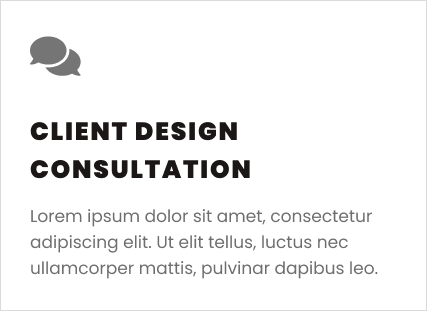 CLIENT DESIGN
CONSULTATION
Lorem ipsum dolor sit amet, consectetur
adipiscing elit. Ut elit tellus, luctus nec
ullamcorper mattis, pulvinar dapibus leo.